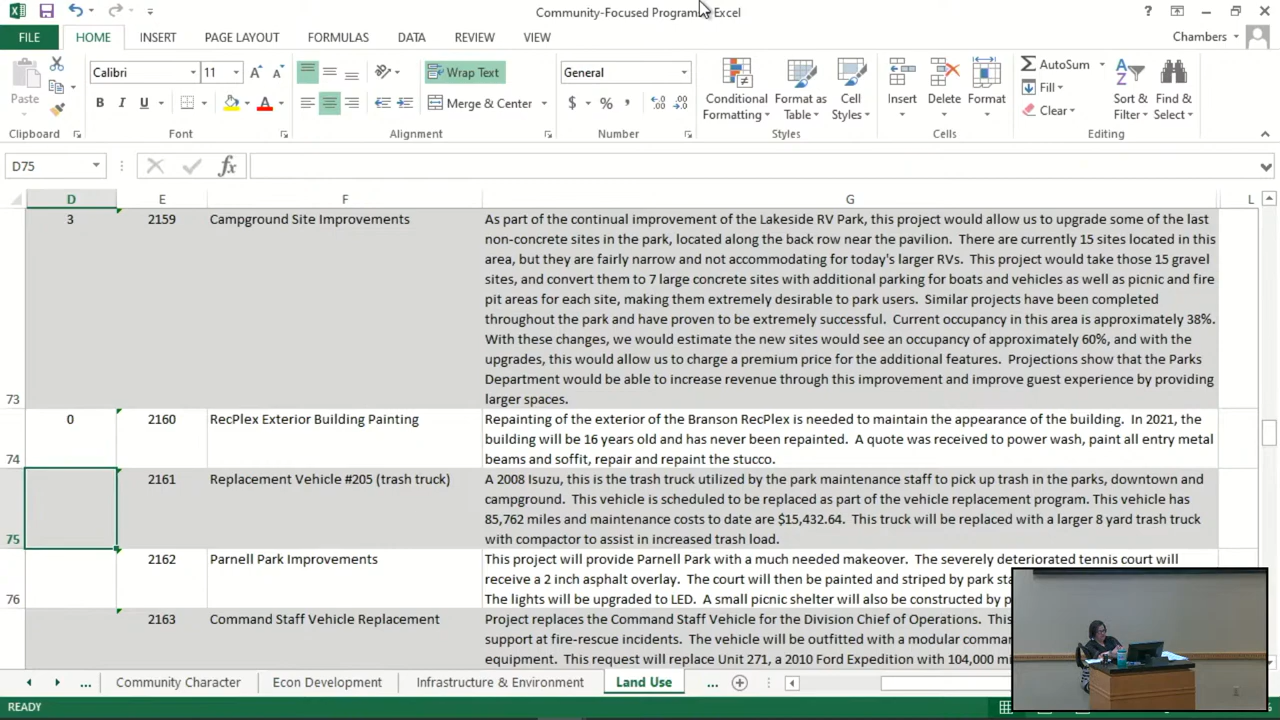 Community-Focused Programs - Excel
FILE HOME INSERT PAGE LAYOUT FORMULAS DATA REVIEW VIEW Chambers
Paste Calibri 11 Wrap Text General Conditional Formatting Format as Table Cell Styles Insert Delete Format AutoSum Fill Clear Sort & Filter Find & Select
B I U A Merge & Center $ % ,
Clipboard Font Alignment Number Styles Cells Editing
D75 fx
D E F G L
3 2159 Campground Site Improvements As part of the continual improvement of the Lakeside RV Park, this project would allow us to upgrade some of the last
non-concrete sites in the park, located along the back row near the pavilion. There are currently 15 sites located in this
area, but they are fairly narrow and not accommodating for today's larger RVs. This project would take those 15 gravel
sites, and convert them to 7 large concrete sites with additional parking for boats and vehicles as well as picnic and fire
pit areas for each site, making them extremely desirable to park users. Similar projects have been completed
throughout the park and have proven to be extremely successful. Current occupancy in this area is approximately 38%.
With these changes, we would estimate the new sites would see an occupancy of approximately 60%, and with the
upgrades, this would allow us to charge a premium price for the additional features. Projections show that the Parks
Department would be able to increase revenue through this improvement and improve guest experience by providing
73 larger spaces.
0 2160 RecPlex Exterior Building Painting Repainting of the exterior of the Branson RecPlex is needed to maintain the appearance of the building. In 2021, the
building will be 16 years old and has never been repainted. A quote was received to power wash, paint all entry metal
74 beams and soffit, repair and repaint the stucco.
2161 Replacement Vehicle #205 (trash truck) A 2008 Isuzu, this is the trash truck utilized by the park maintenance staff to pick up trash in the parks, downtown and
campground. This vehicle is scheduled to be replaced as part of the vehicle replacement program. This vehicle has
85,762 miles and maintenance costs to date are $15,432.64. This truck will be replaced with a larger 8 yard trash truck
75 with compactor to assist in increased trash load.
2162 Parnell Park Improvements This project will provide Parnell Park with a much needed makeover. The severely deteriorated tennis court will
receive a 2 inch asphalt overlay. The court will then be painted and striped by park
76 The lights will be upgraded to LED. A small picnic shelter will also be constructed by
2163 Command Staff Vehicle Replacement Project replaces the Command Staff Vehicle for the Division Chief of Operations.
support at fire-rescue incidents. The vehicle will be outfitted with a modular
equipment. This request will replace Unit 271, a 2010 Ford Expedition with 104,000
... Community Character Econ Development Infrastructure & Environment Land Use ...
READY